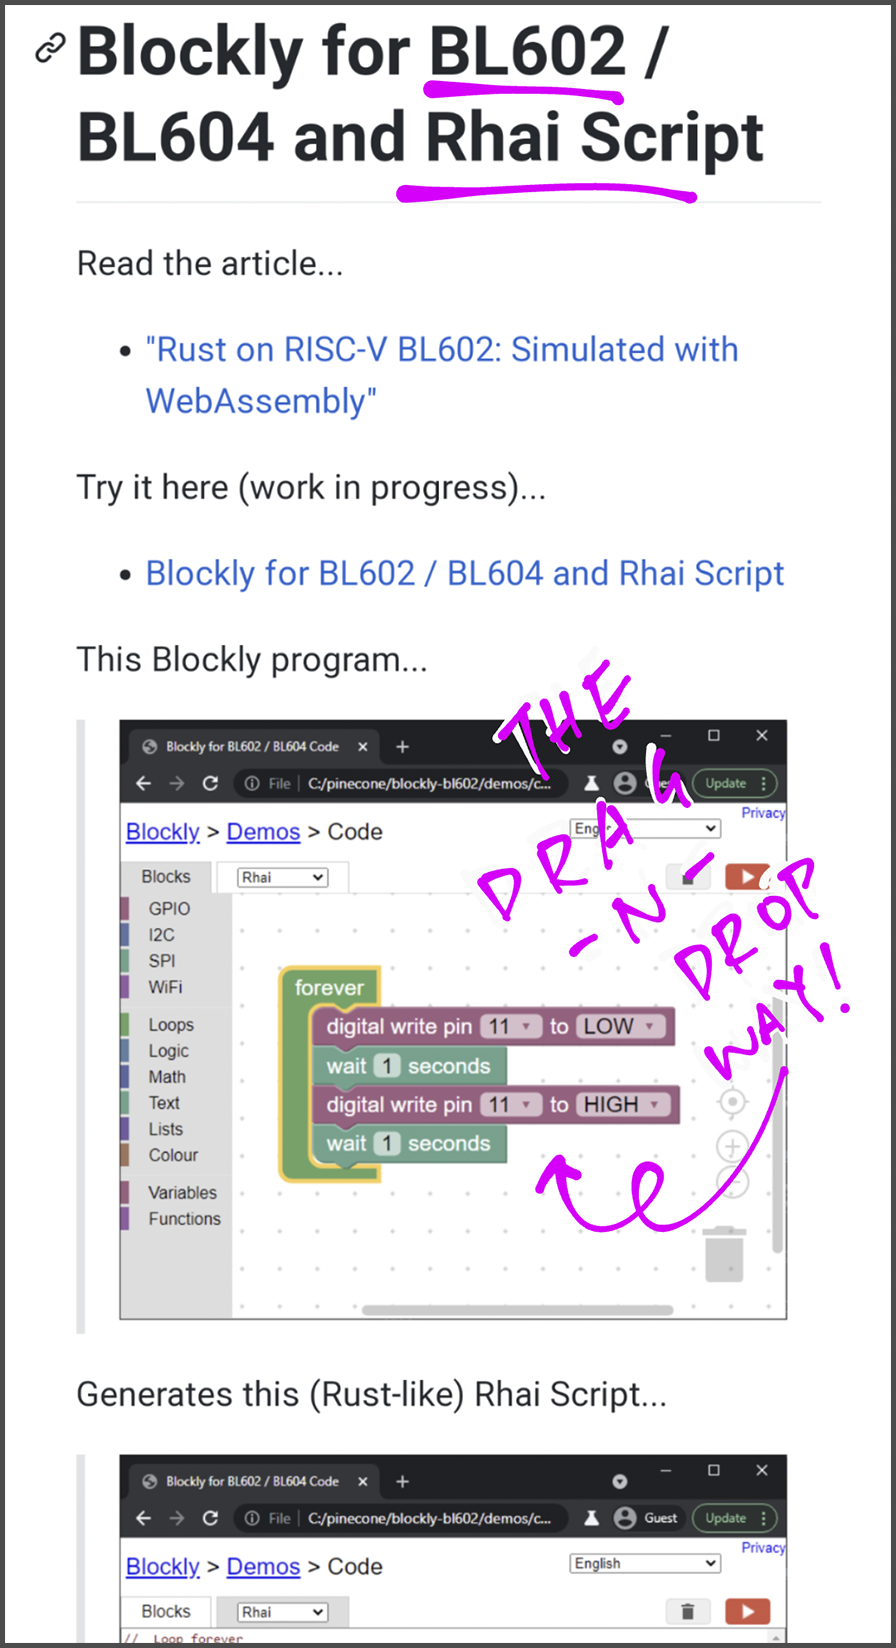 Blockly for BL602 /
BL604 and Rhai Script
Read the article...
"Rust on RISC-V BL602: Simulated with
WebAssembly"
Try it here (work in progress)...
Blockly for BL602 / BL604 and Rhai Script
This Blockly program...
THE
DRAG
-N-
DROP
WAY!
Blockly for BL602 / BL604 Code
File C:/pinecone/blockly-bl602/demos/c...
Update
Privacy
Blockly > Demos > Code
Blocks
Rhai
GPIO
I2C
SPI
WiFi
Loops
Logic
Math
Text
Lists
Colour
Variables
Functions
forever
digital write pin 11 to LOW
wait 1 seconds
digital write pin 11 to HIGH
wait 1 seconds
Generates this (Rust-like) Rhai Script...
Blockly for BL602 / BL604 Code
File C:/pinecone/blockly-bl602/demos/c...
Guest
Update
Privacy
Blockly > Demos > Code
English
Blocks
Rhai
// Loop forever